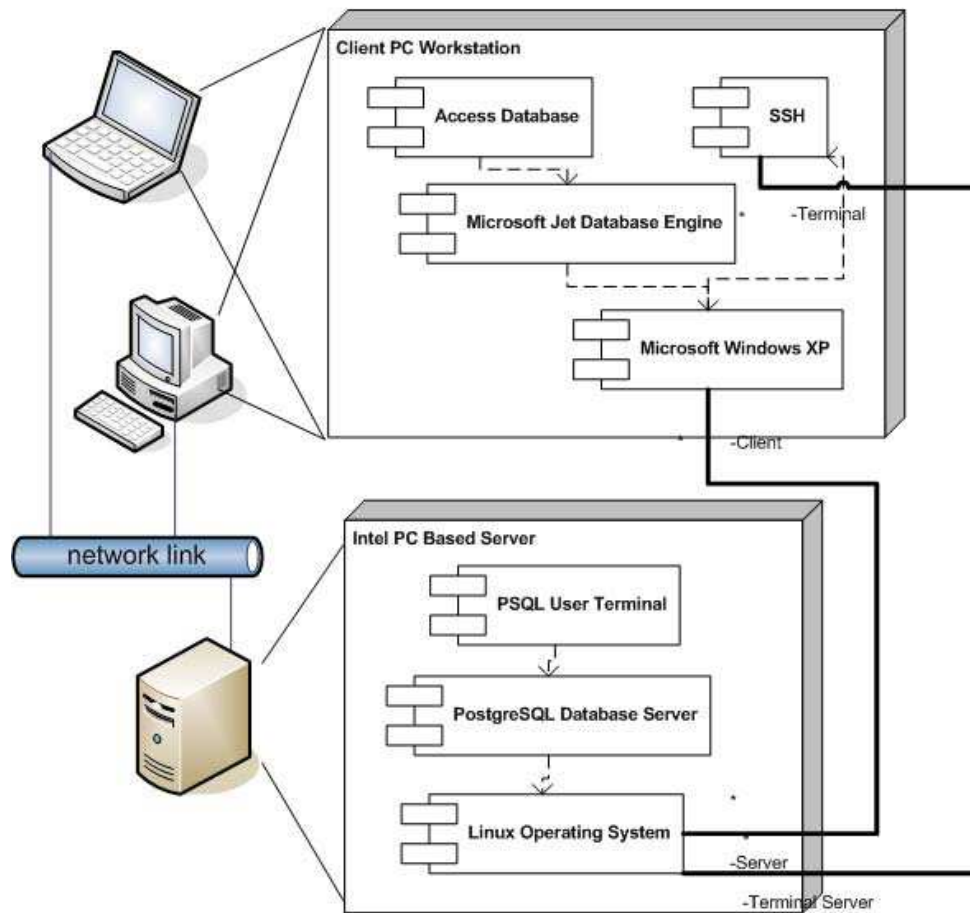 Client PC Workstation
Access Database
SSH
Microsoft Jet Database Engine
*
-Terminal
Microsoft Windows XP
*
-Client
network link
Intel PC Based Server
PSQL User Terminal
PostgreSQL Database Server
*
Linux Operating System
*
-Server
-Terminal Server